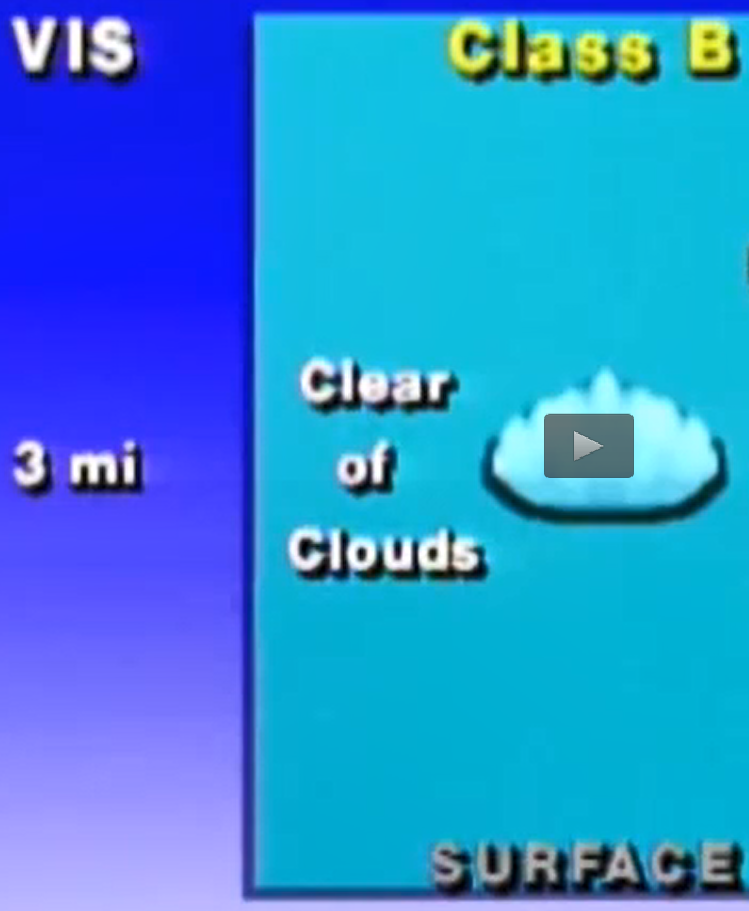 VIS
Class B
Clear
of
3 mi
Clouds
SURFACE